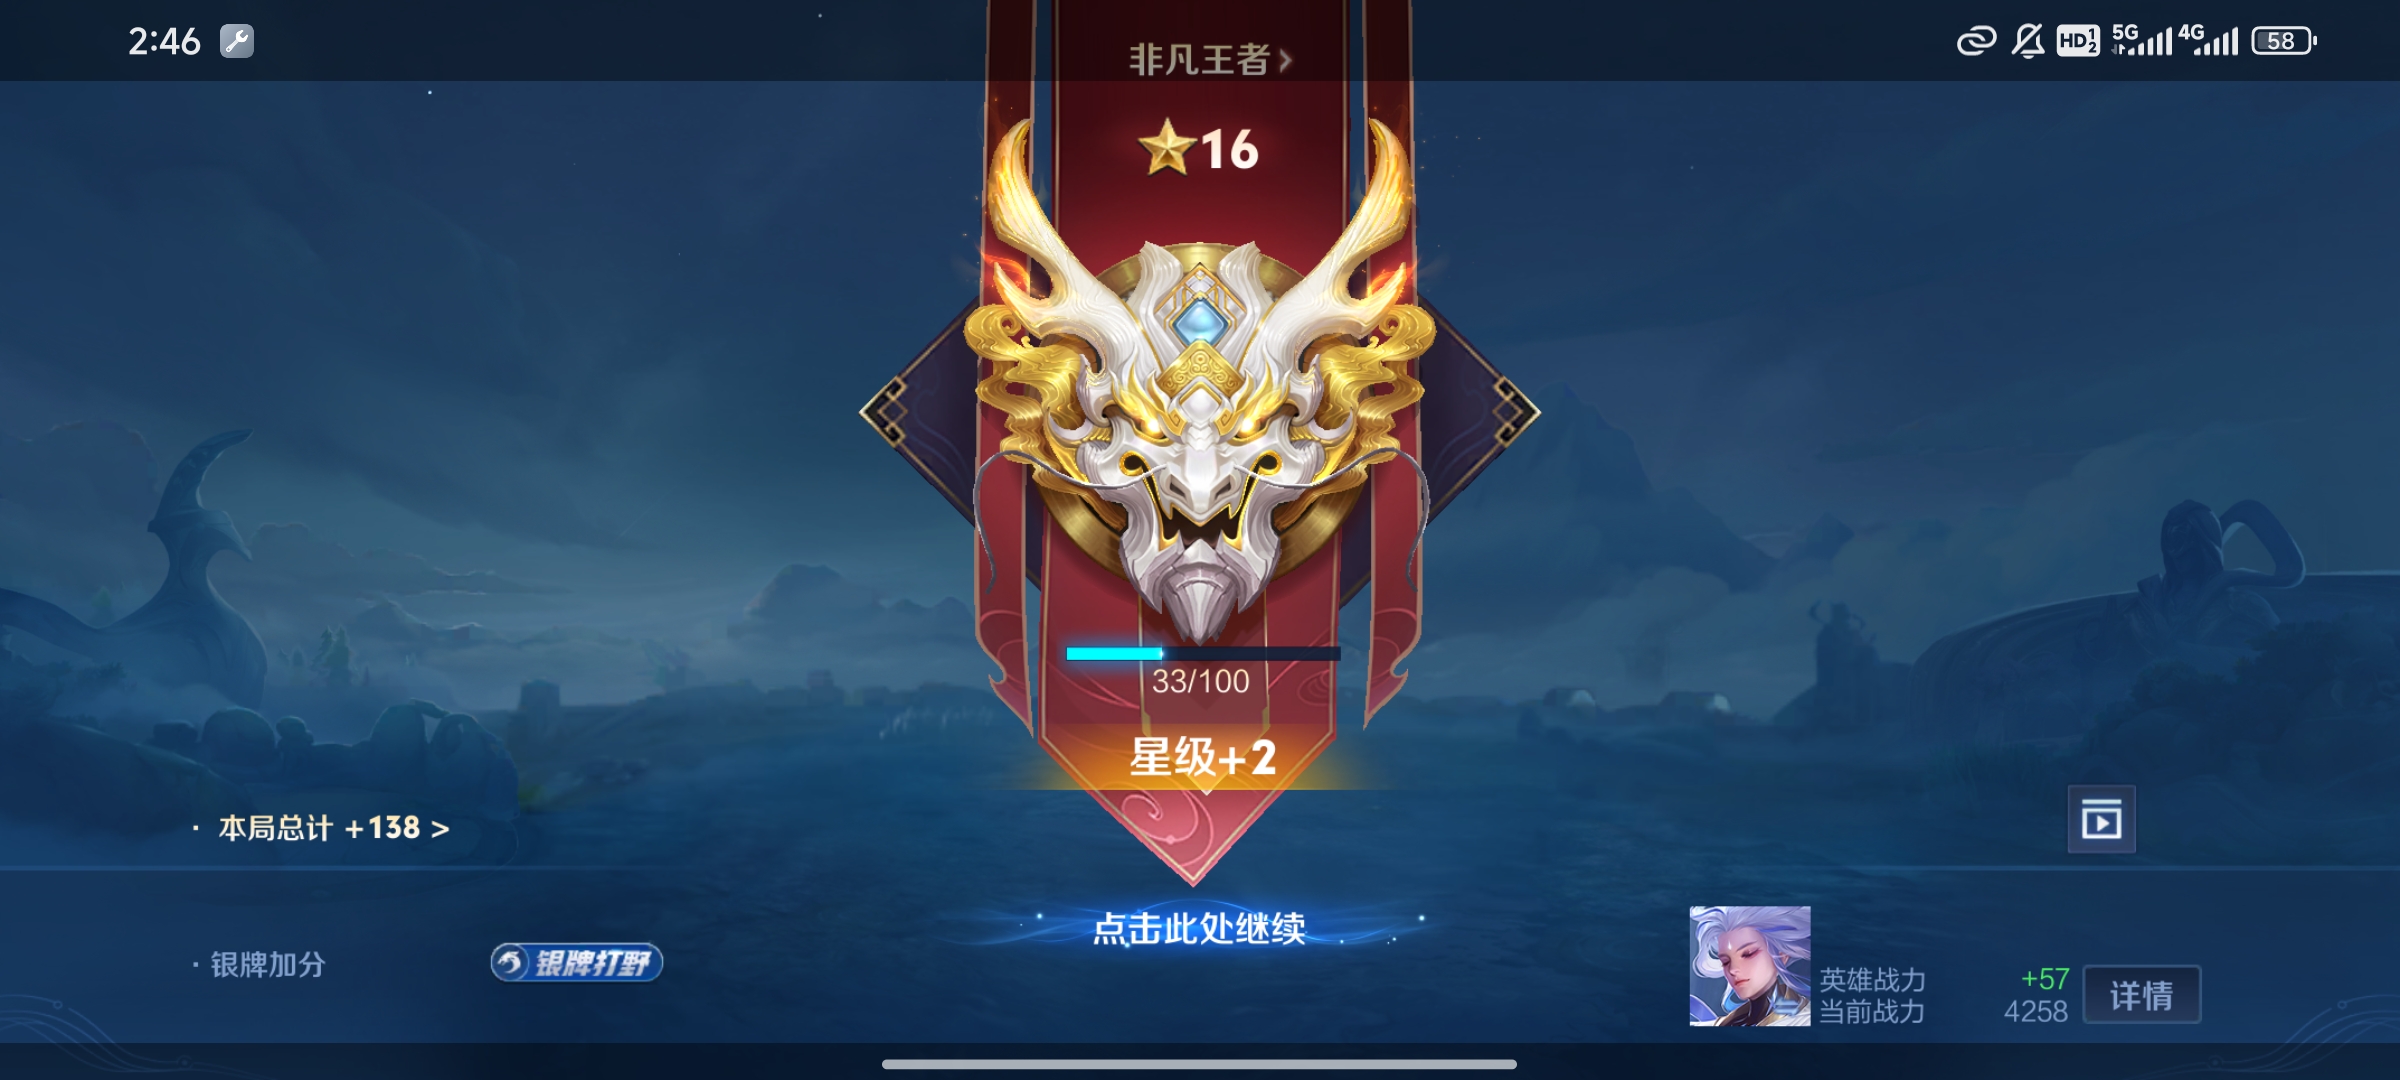 2:46
HD 1 2 5G 4G 58
非凡王者 >
16
33/100
星级+2
· 本局总计 +138 >
点击此处继续
· 银牌加分 银牌打野
英雄战力 +57
当前战力 4258
详情